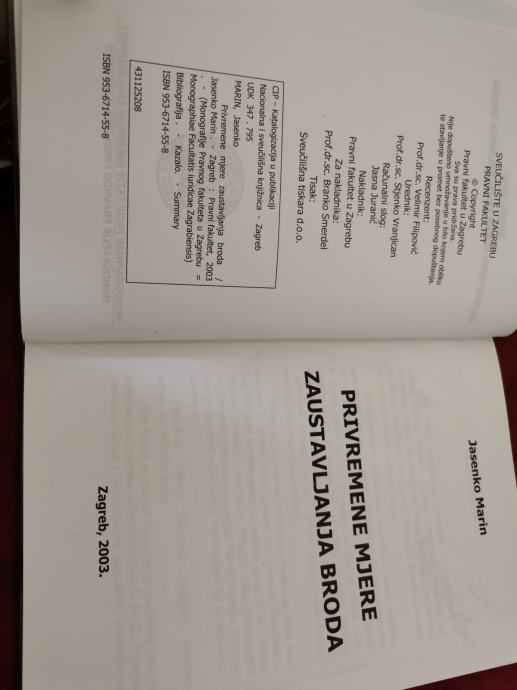 SVEUČILIŠTE U ZAGREBU
PRAVNI FAKULTET
© Copyright
Pravni fakultet u Zagrebu
Sva su prava pridržana.
Nije dopušteno umnožavanje u bilo kojem obliku
te stavljanje u promet bez posebnog dopuštenja.
Recenzent:
Prof.dr.sc. Velimir Filipović
Urednik
Prof.dr.sc. Stjenko Vranjican
Računalni slog:
Jasna Juranić
Nakladnik:
Pravni fakultet u Zagrebu
Za nakladnika:
Prof.dr.sc. Branko Smerdel
Tisak:
Sveučilišna tiskara d.o.o.
CIP – Katalogizacija u publikaciji
Nacionalna i sveučilišna knjižnica - Zagreb
UDK 347 . 795
MARIN, Jasenko
Privremene mjere zaustavljanja broda /
Jasenko Marin . - Zagreb : Pravni fakultet, 2003
. - (Monografije Pravnog fakulteta u Zagrebu =
Monographiae Facultatis Iuridicae Zagrabiensis)
Bibliografija . - Kazalo. - Summary
ISBN 953-6714-55-8
431125208
ISBN 953-6714-55-8
Jasenko Marin
PRIVREMENE MJERE
ZAUSTAVLJANJA BRODA
Zagreb, 2003.